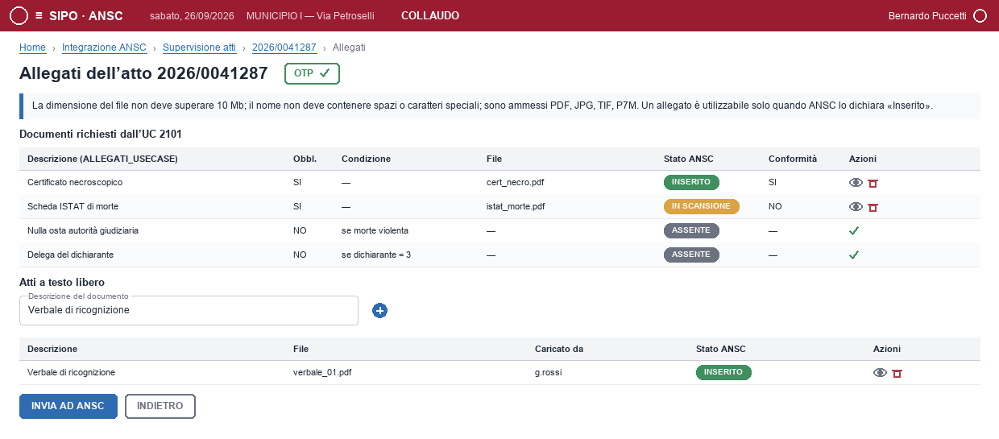 ≡ SIPO · ANSC sabato, 26/09/2026 MUNICIPIO I — Via Petroselli COLLAUDO Bernardo Puccetti
Home › Integrazione ANSC › Supervisione atti › 2026/0041287 › Allegati
Allegati dell’atto 2026/0041287 OTP ✓
La dimensione del file non deve superare 10 Mb; il nome non deve contenere spazi o caratteri speciali; sono ammessi PDF, JPG, TIF, P7M. Un allegato è utilizzabile solo quando ANSC lo dichiara «Inserito».
Documenti richiesti dall’UC 2101
Descrizione (ALLEGATI_USECASE) Obbl. Condizione File Stato ANSC Conformità Azioni
Certificato necroscopico SI — cert_necro.pdf INSERITO SI
Scheda ISTAT di morte SI — istat_morte.pdf IN SCANSIONE NO
Nulla osta autorità giudiziaria NO se morte violenta — ASSENTE —
Delega del dichiarante NO se dichiarante = 3 — ASSENTE —
Atti a testo libero
Descrizione del documento
Verbale di ricognizione
Descrizione File Caricato da Stato ANSC Azioni
Verbale di ricognizione verbale_01.pdf g.rossi INSERITO
INVIA AD ANSC INDIETRO